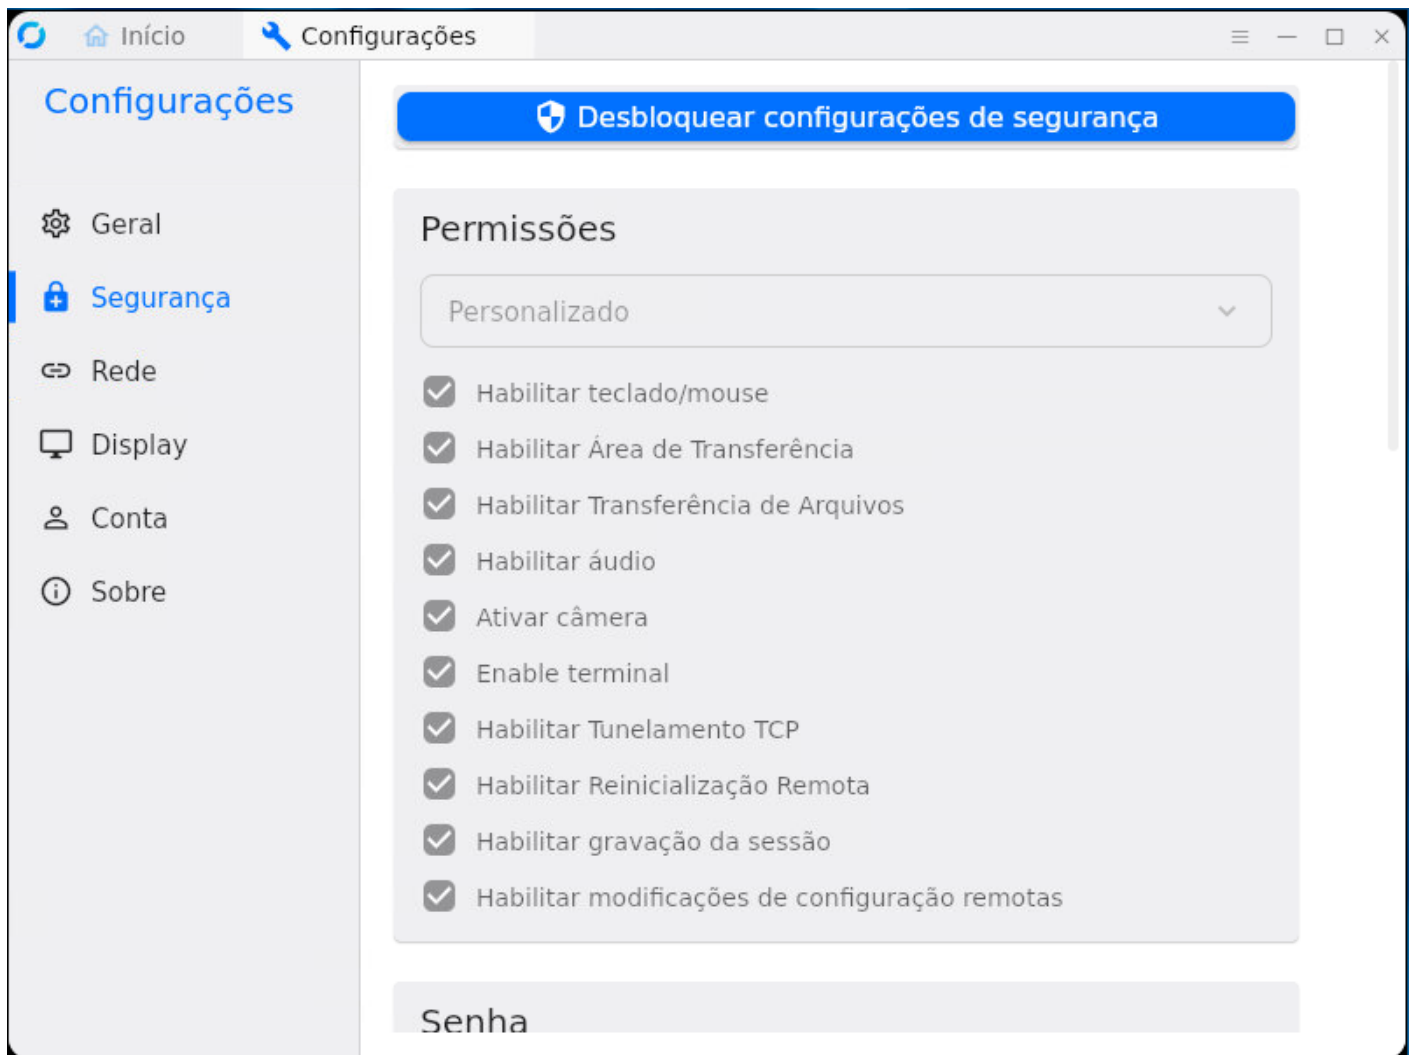 Início
Configurações
Configurações
Desbloquear configurações de segurança
Geral
Segurança
Rede
Display
Conta
Sobre
Permissões
Personalizado
Habilitar teclado/mouse
Habilitar Área de Transferência
Habilitar Transferência de Arquivos
Habilitar áudio
Ativar câmera
Enable terminal
Habilitar Tunelamento TCP
Habilitar Reinicialização Remota
Habilitar gravação da sessão
Habilitar modificações de configuração remotas
Senha